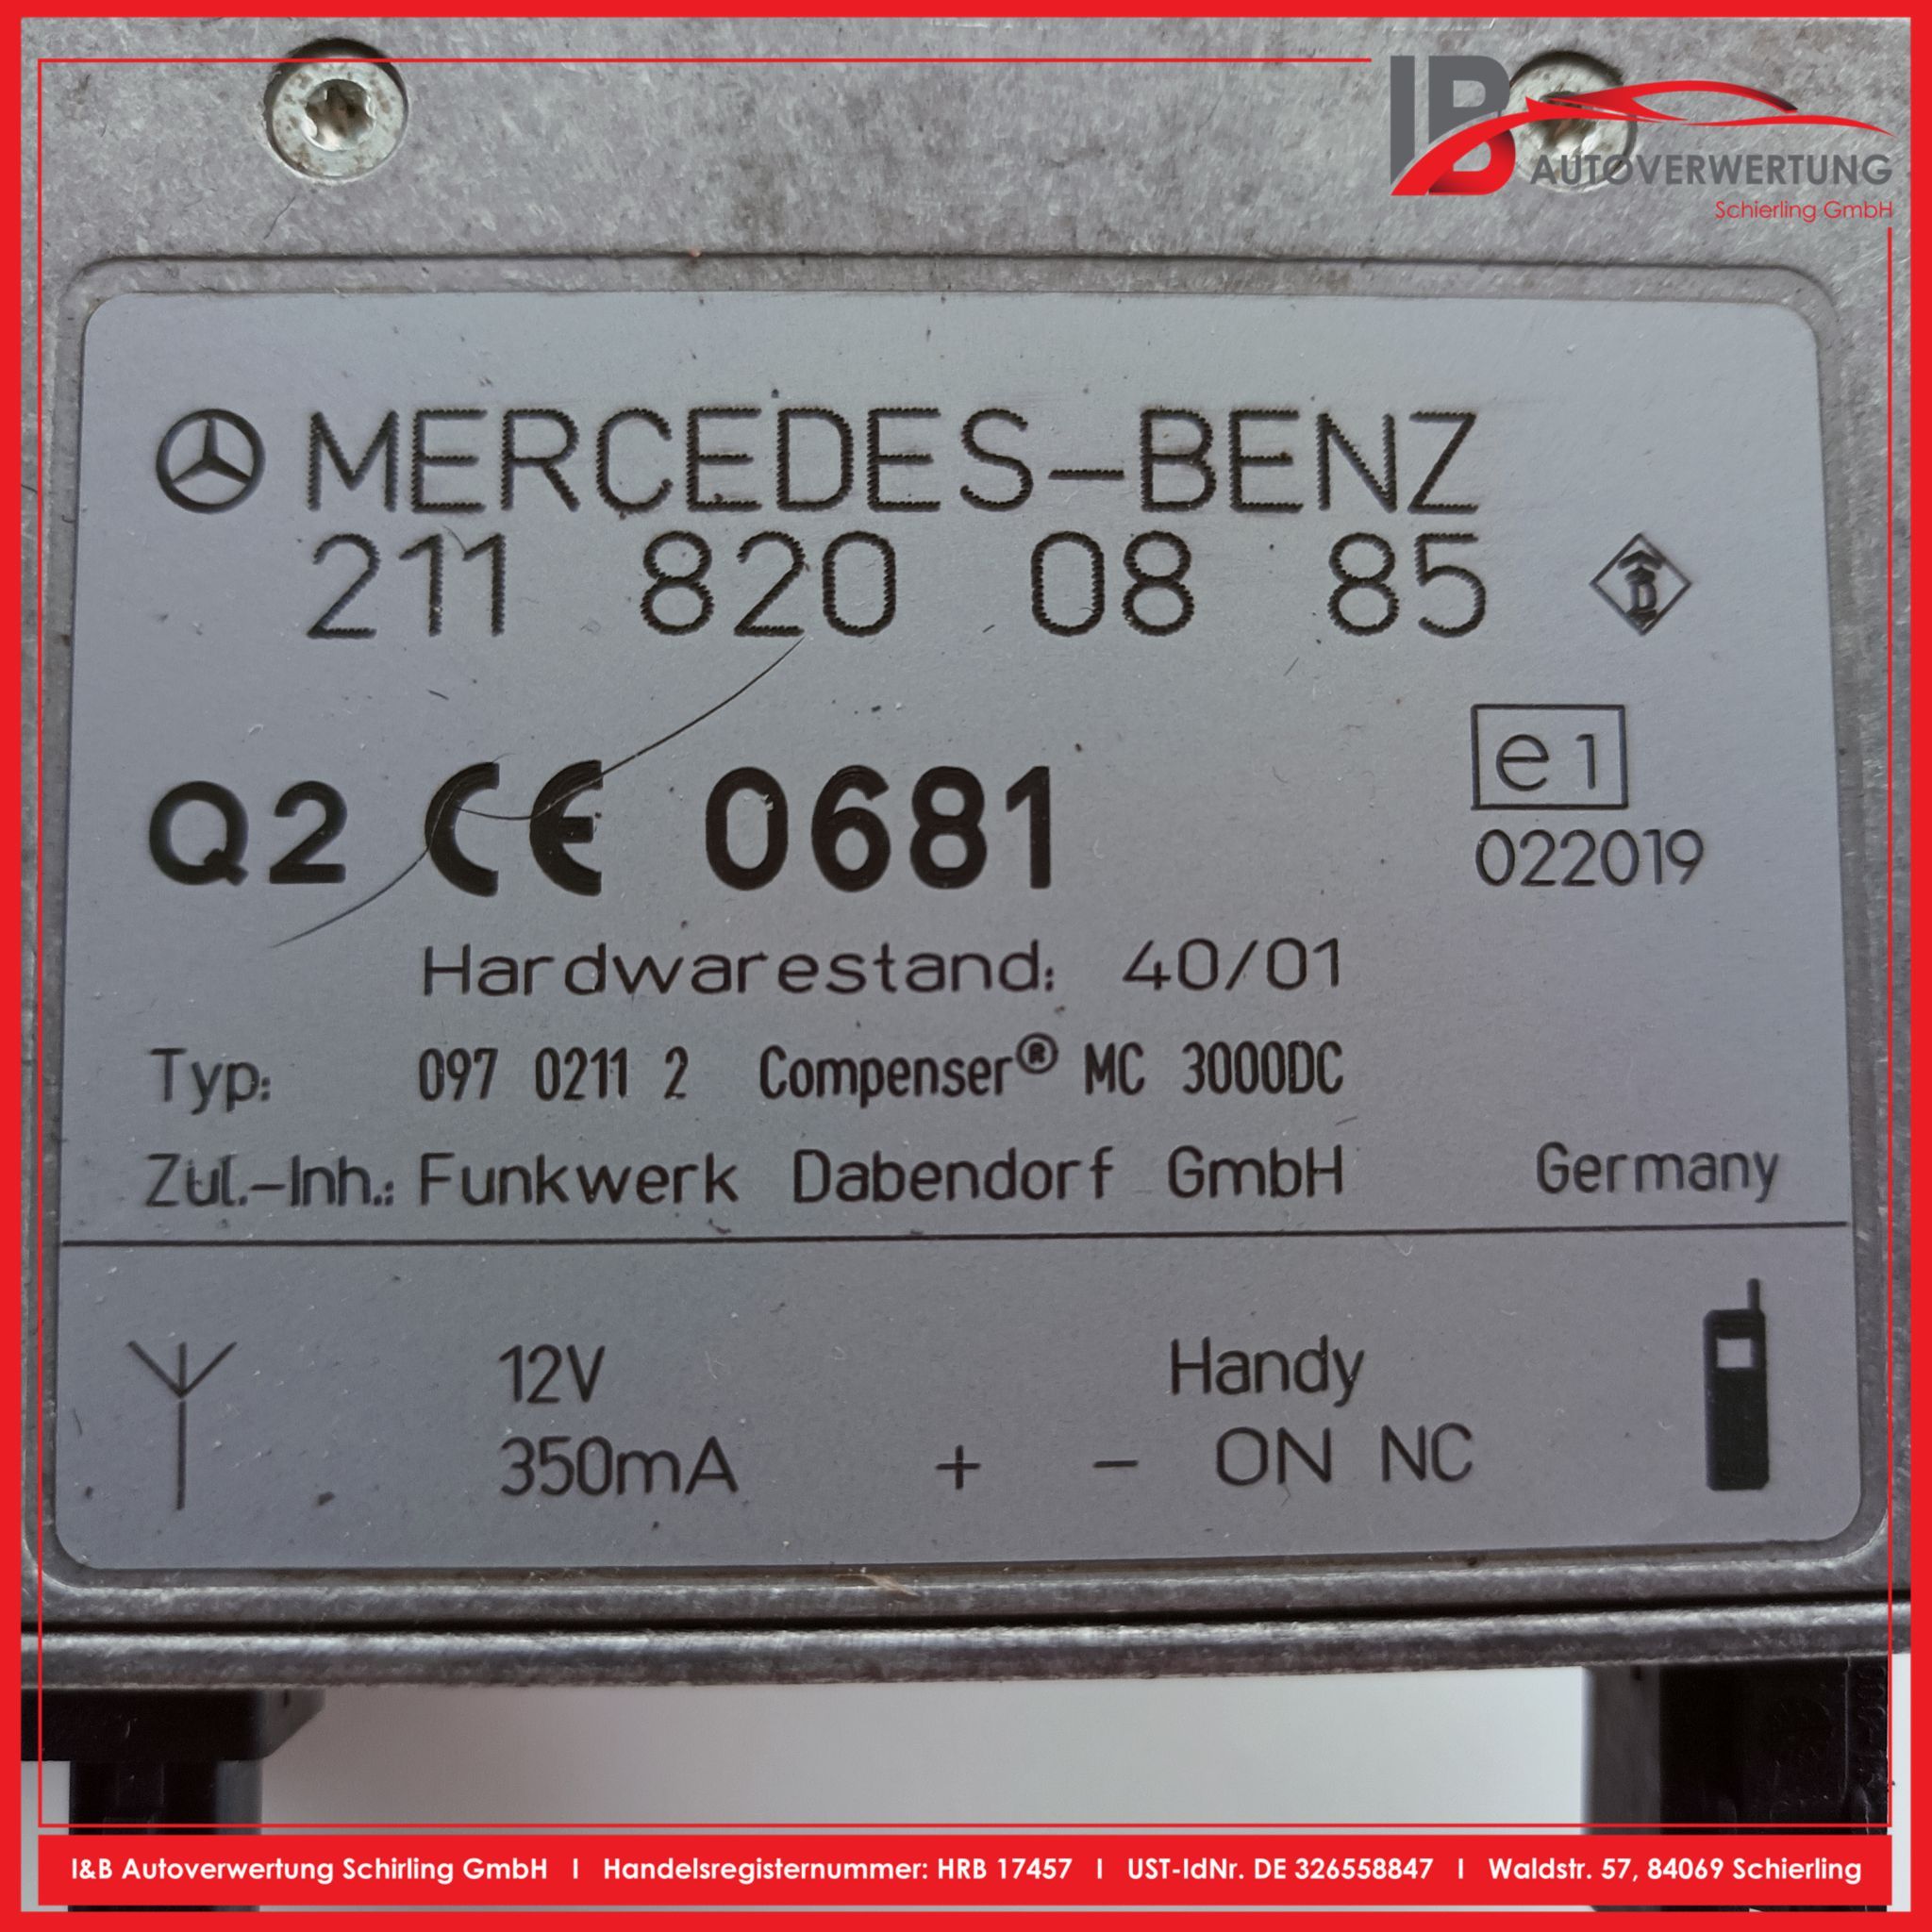 IB
AUTOVERWERTUNG
Schierling GmbH
MERCEDES-BENZ
211 820 08 85
D
e1
022019
Q2 CE 0681
Hardwarestand: 40/01
Typ: 097 0211 2 Compenser® MC 3000DC
Zul.-Inh.: Funkwerk Dabendorf GmbH Germany
12V Handy
350mA + - ON NC
I&B Autoverwertung Schirling GmbH I Handelsregisternummer: HRB 17457 I UST-IdNr. DE 326558847 I Waldstr. 57, 84069 Schierling